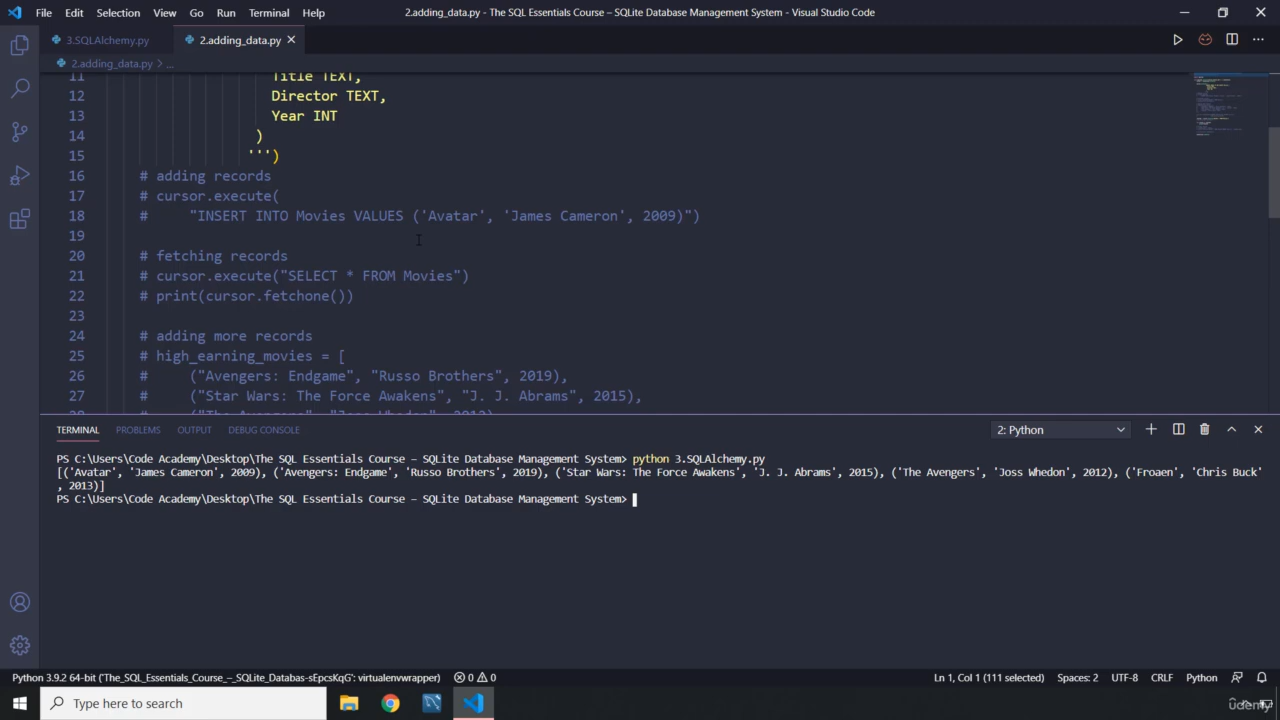 File Edit Selection View Go Run Terminal Help 2.adding_data.py - The SQL Essentials Course – SQLite Database Management System - Visual Studio Code
3.SQLAlchemy.py 2.adding_data.py
2.adding_data.py > ...
11 Title TEXT,
12 Director TEXT,
13 Year INT
14 )
15 ''')
16 # adding records
17 # cursor.execute(
18 # "INSERT INTO Movies VALUES ('Avatar', 'James Cameron', 2009)")
19
20 # fetching records
21 # cursor.execute("SELECT * FROM Movies")
22 # print(cursor.fetchone())
23
24 # adding more records
25 # high_earning_movies = [
26 # ("Avengers: Endgame", "Russo Brothers", 2019),
27 # ("Star Wars: The Force Awakens", "J. J. Abrams", 2015),
28 # ("The Avengers", "Joss Whedon", 2012),
TERMINAL PROBLEMS OUTPUT DEBUG CONSOLE 2: Python
PS C:\Users\Code Academy\Desktop\The SQL Essentials Course – SQLite Database Management System> python 3.SQLAlchemy.py
[('Avatar', 'James Cameron', 2009), ('Avengers: Endgame', 'Russo Brothers', 2019), ('Star Wars: The Force Awakens', 'J. J. Abrams', 2015), ('The Avengers', 'Joss Whedon', 2012), ('Froaen', 'Chris Buck'
, 2013)]
PS C:\Users\Code Academy\Desktop\The SQL Essentials Course – SQLite Database Management System>
Python 3.9.2 64-bit ('The_SQL_Essentials_Course_–_SQLite_Databas-sEpcsKqG': virtualenvwrapper) 0 0 Ln 1, Col 1 (111 selected) Spaces: 2 UTF-8 CRLF Python
Type here to search
Udemy